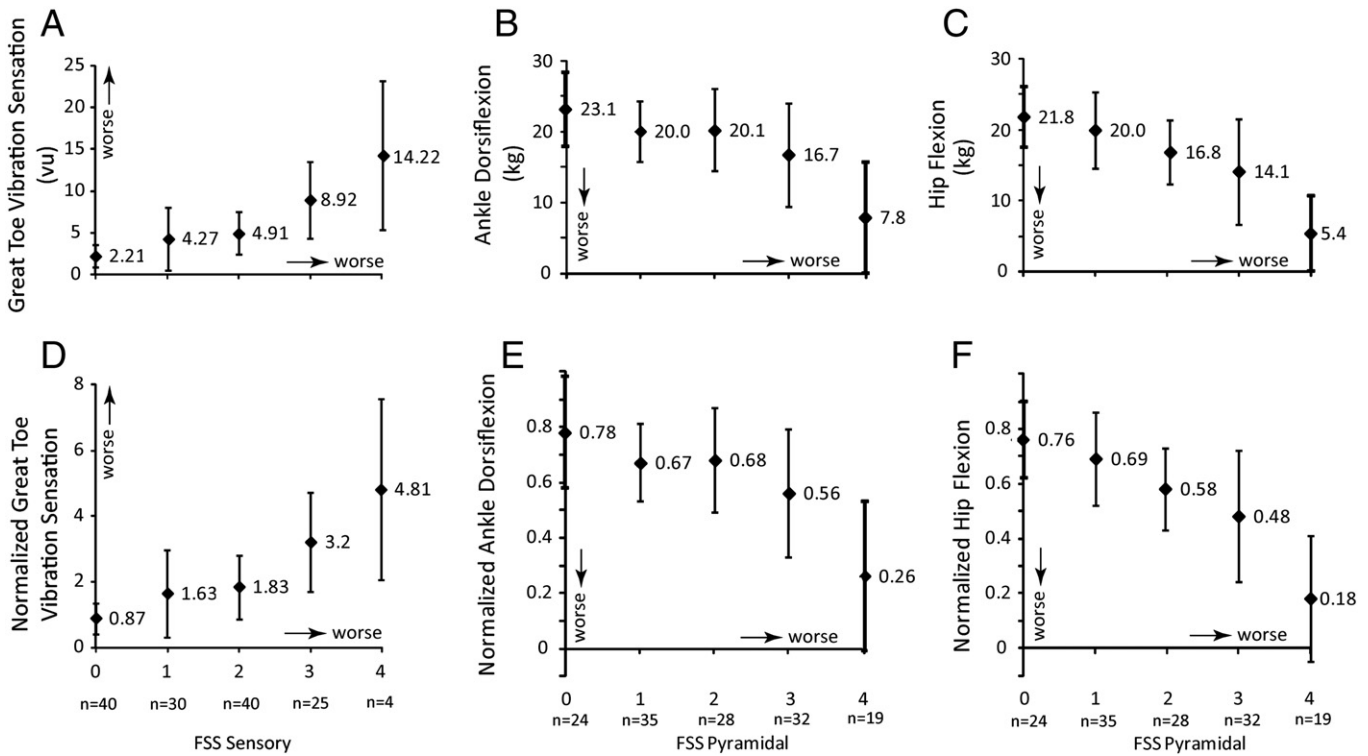 A
Great Toe Vibration Sensation
(vu)
25
20
15
10
5
0
worse
2.21
4.27
4.91
8.92
14.22
worse
B
Ankle Dorsiflexion
(kg)
30
20
10
0
worse
23.1
20.0
20.1
16.7
7.8
worse
C
Hip Flexion
(kg)
30
20
10
0
worse
21.8
20.0
16.8
14.1
5.4
worse
D
Normalized Great Toe
Vibration Sensation
8
6
4
2
0
worse
0.87
1.63
1.83
3.2
4.81
worse
0 1 2 3 4
n=40 n=30 n=40 n=25 n=4
FSS Sensory
E
Normalized Ankle Dorsiflexion
0.8
0.6
0.4
0.2
0
worse
0.78
0.67
0.68
0.56
0.26
worse
0 1 2 3 4
n=24 n=35 n=28 n=32 n=19
FSS Pyramidal
F
Normalized Hip Flexion
0.8
0.6
0.4
0.2
0
worse
0.76
0.69
0.58
0.48
0.18
worse
0 1 2 3 4
n=24 n=35 n=28 n=32 n=19
FSS Pyramidal